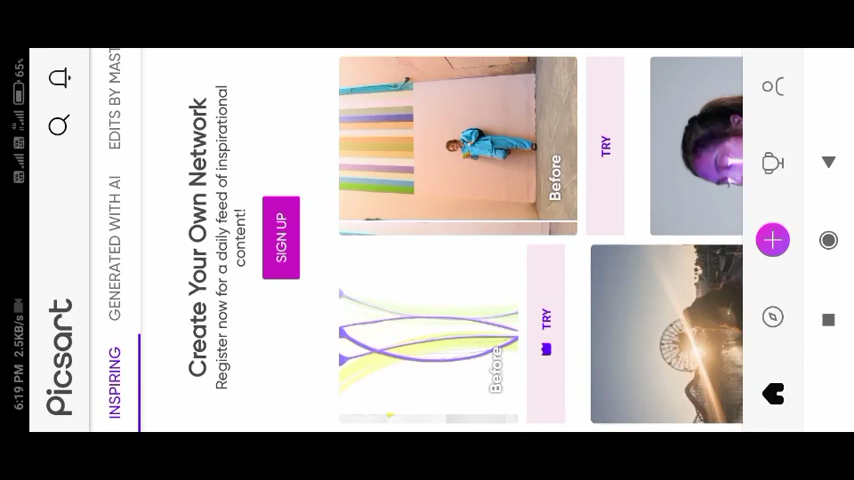 6:19 PM 2.5KB/s
65%
Picsart
INSPIRING GENERATED WITH AI EDITS BY MAST
Create Your Own Network
Register now for a daily feed of inspirational
content!
SIGN UP
Before
TRY
Before
TRY